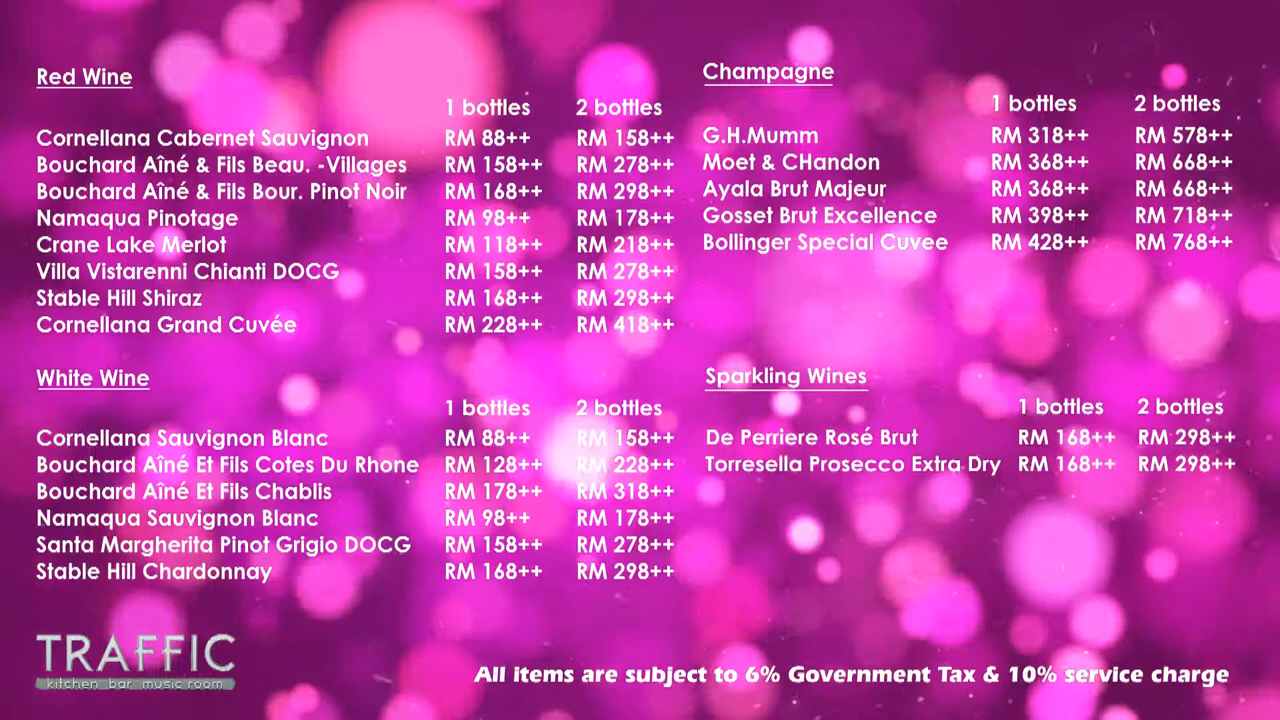 Red Wine
1 bottles 2 bottles
Cornellana Cabernet Sauvignon RM 88++ RM 158++
Bouchard Aîné & Fils Beau. -Villages RM 158++ RM 278++
Bouchard Aîné & Fils Bour. Pinot Noir RM 168++ RM 298++
Namaqua Pinotage RM 98++ RM 178++
Crane Lake Merlot RM 118++ RM 218++
Villa Vistarenni Chianti DOCG RM 158++ RM 278++
Stable Hill Shiraz RM 168++ RM 298++
Cornellana Grand Cuvée RM 228++ RM 418++
White Wine
1 bottles 2 bottles
Cornellana Sauvignon Blanc RM 88++ RM 158++
Bouchard Aîné Et Fils Cotes Du Rhone RM 128++ RM 228++
Bouchard Aîné Et Fils Chablis RM 178++ RM 318++
Namaqua Sauvignon Blanc RM 98++ RM 178++
Santa Margherita Pinot Grigio DOCG RM 158++ RM 278++
Stable Hill Chardonnay RM 168++ RM 298++
Champagne
1 bottles 2 bottles
G.H.Mumm RM 318++ RM 578++
Moet & CHandon RM 368++ RM 668++
Ayala Brut Majeur RM 368++ RM 668++
Gosset Brut Excellence RM 398++ RM 718++
Bollinger Special Cuvee RM 428++ RM 768++
Sparkling Wines
1 bottles 2 bottles
De Perriere Rosé Brut RM 168++ RM 298++
Torresella Prosecco Extra Dry RM 168++ RM 298++
TRAFFIC
kitchen bar music room
All items are subject to 6% Government Tax & 10% service charge